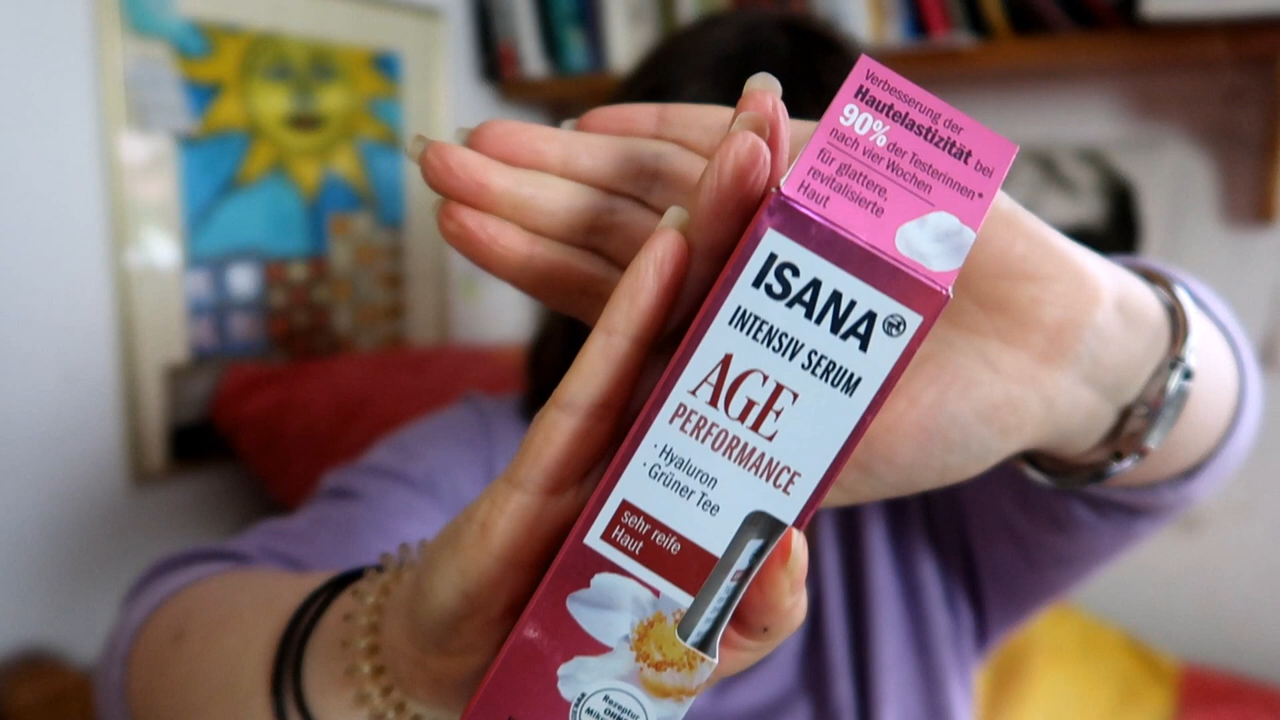 Verbesserung der
Hautelastizität bei
90% der Testerinnen*
nach vier Wochen
für glattere,
revitalisierte
Haut
ISANA
INTENSIV SERUM
AGE
PERFORMANCE
· Hyaluron
· Grüner Tee
sehr reife
Haut
Rezeptur
OHNE